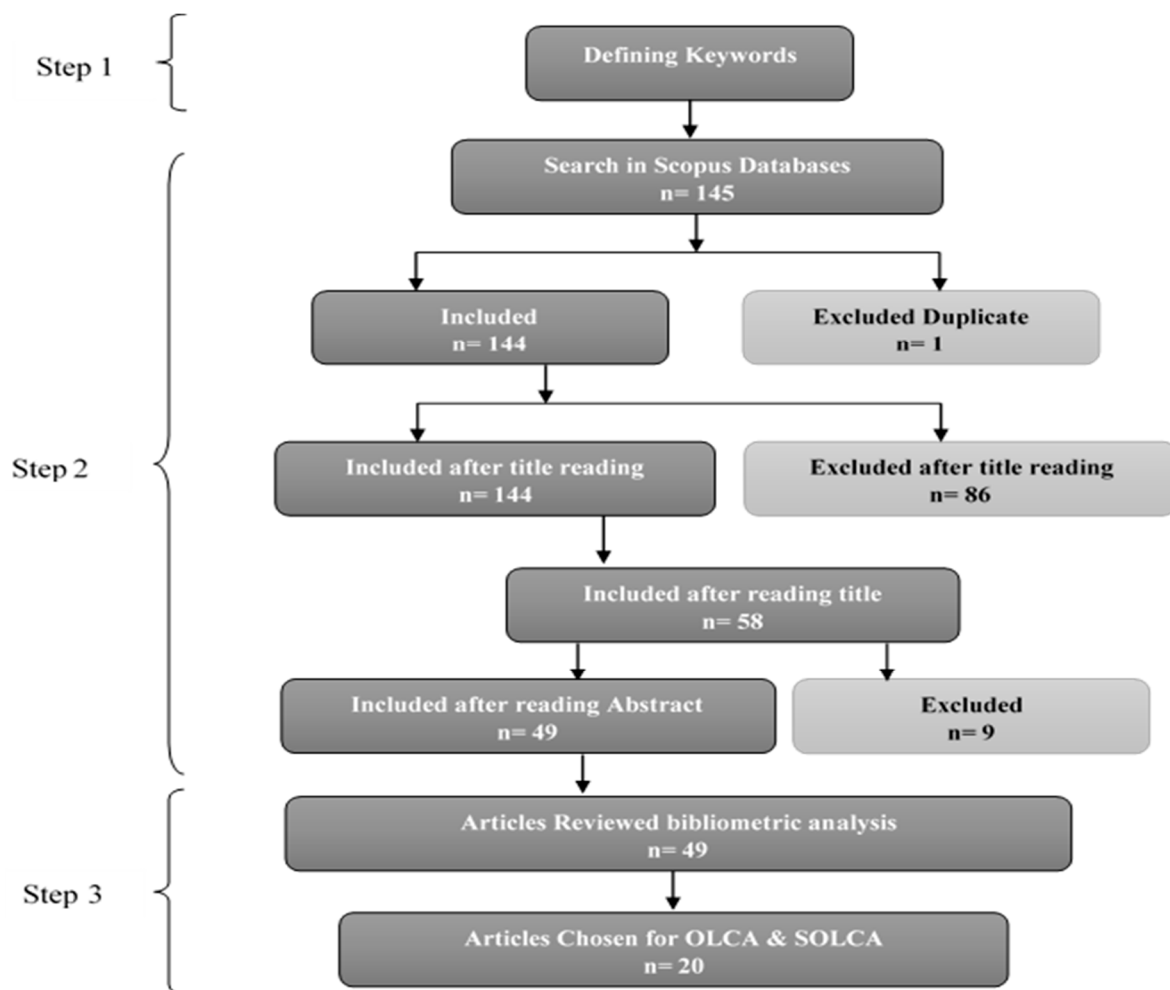 Step 1
Defining Keywords
Step 2
Search in Scopus Databases
n= 145
Included
n= 144
Excluded Duplicate
n= 1
Included after title reading
n= 144
Excluded after title reading
n= 86
Included after reading title
n= 58
Included after reading Abstract
n= 49
Excluded
n= 9
Step 3
Articles Reviewed bibliometric analysis
n= 49
Articles Chosen for OLCA & SOLCA
n= 20